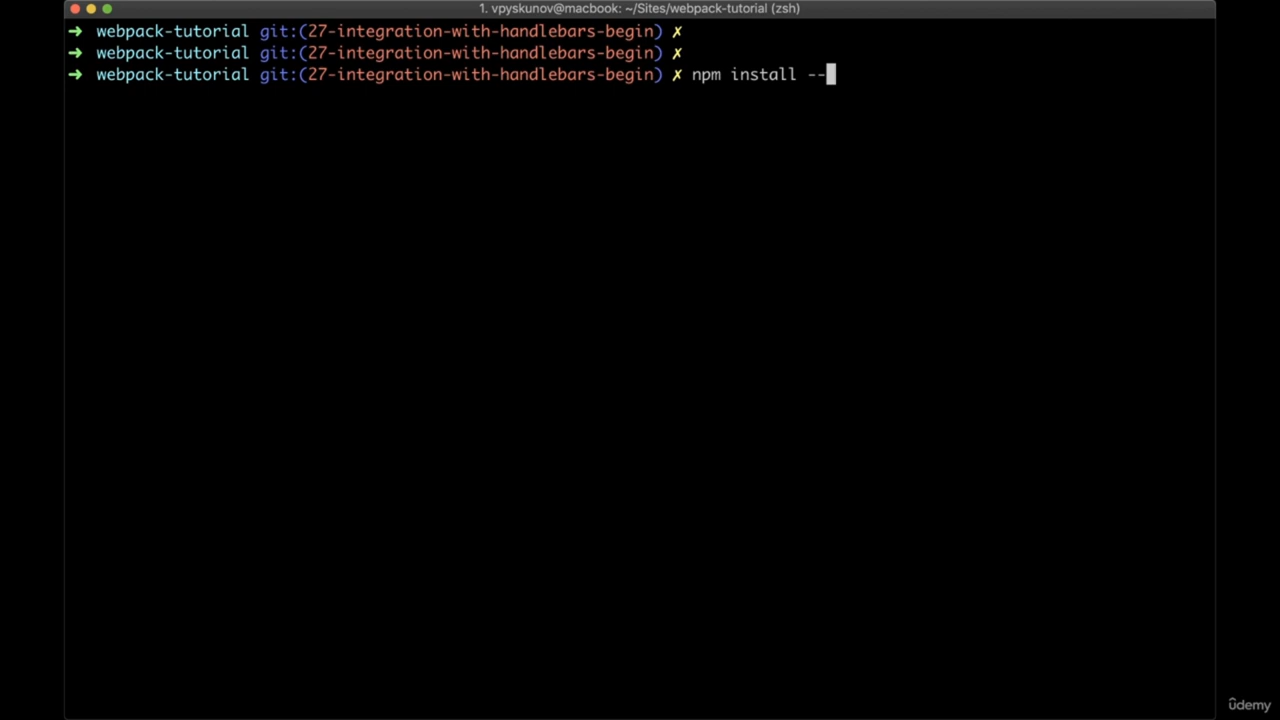 1. vpyskunov@macbook: ~/Sites/webpack-tutorial (zsh)
➜ webpack-tutorial git:(27-integration-with-handlebars-begin) ✗
➜ webpack-tutorial git:(27-integration-with-handlebars-begin) ✗
➜ webpack-tutorial git:(27-integration-with-handlebars-begin) ✗ npm install --
ûdemy